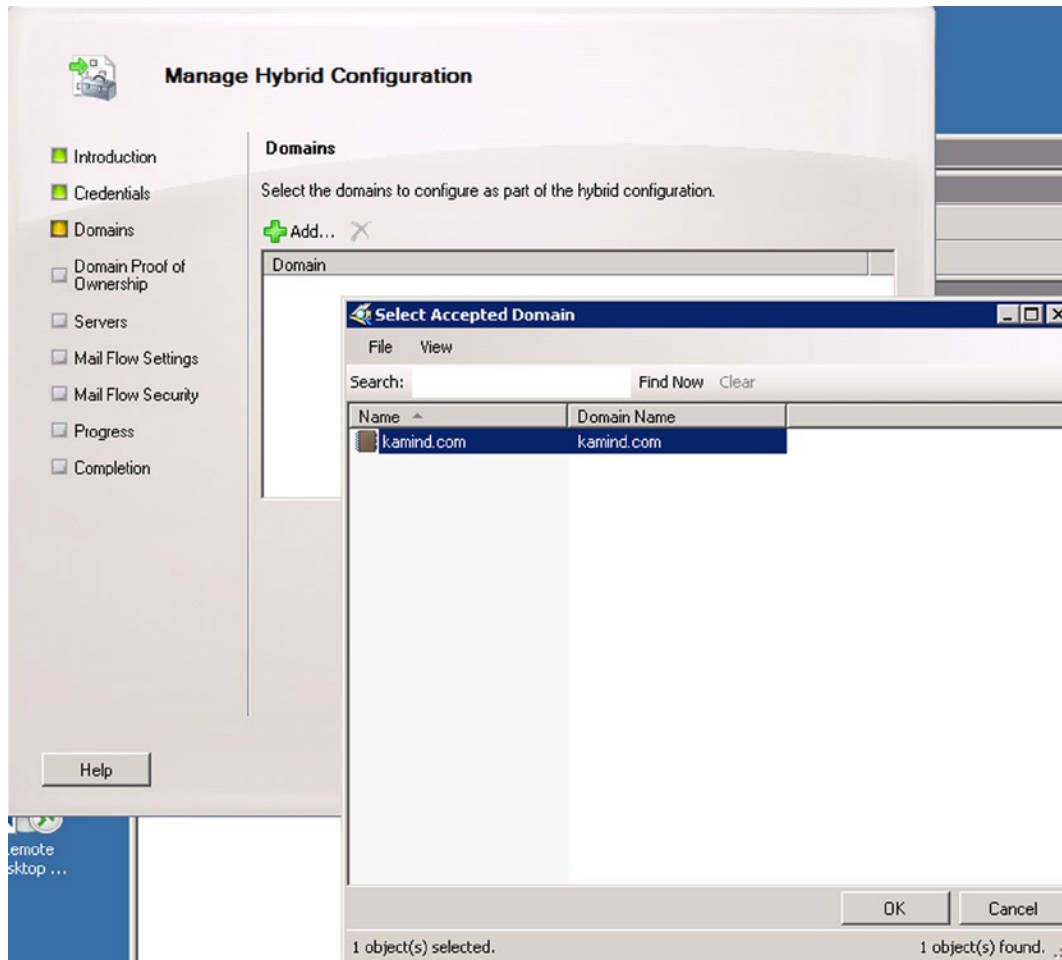 Manage Hybrid Configuration
Introduction
Credentials
Domains
Domain Proof of
Ownership
Servers
Mail Flow Settings
Mail Flow Security
Progress
Completion
Domains
Select the domains to configure as part of the hybrid configuration.
Add...
Domain
Select Accepted Domain
File View
Search: Find Now Clear
Name Domain Name
kamind.com kamind.com
Help
emote
sktop ...
OK Cancel
1 object(s) selected. 1 object(s) found.